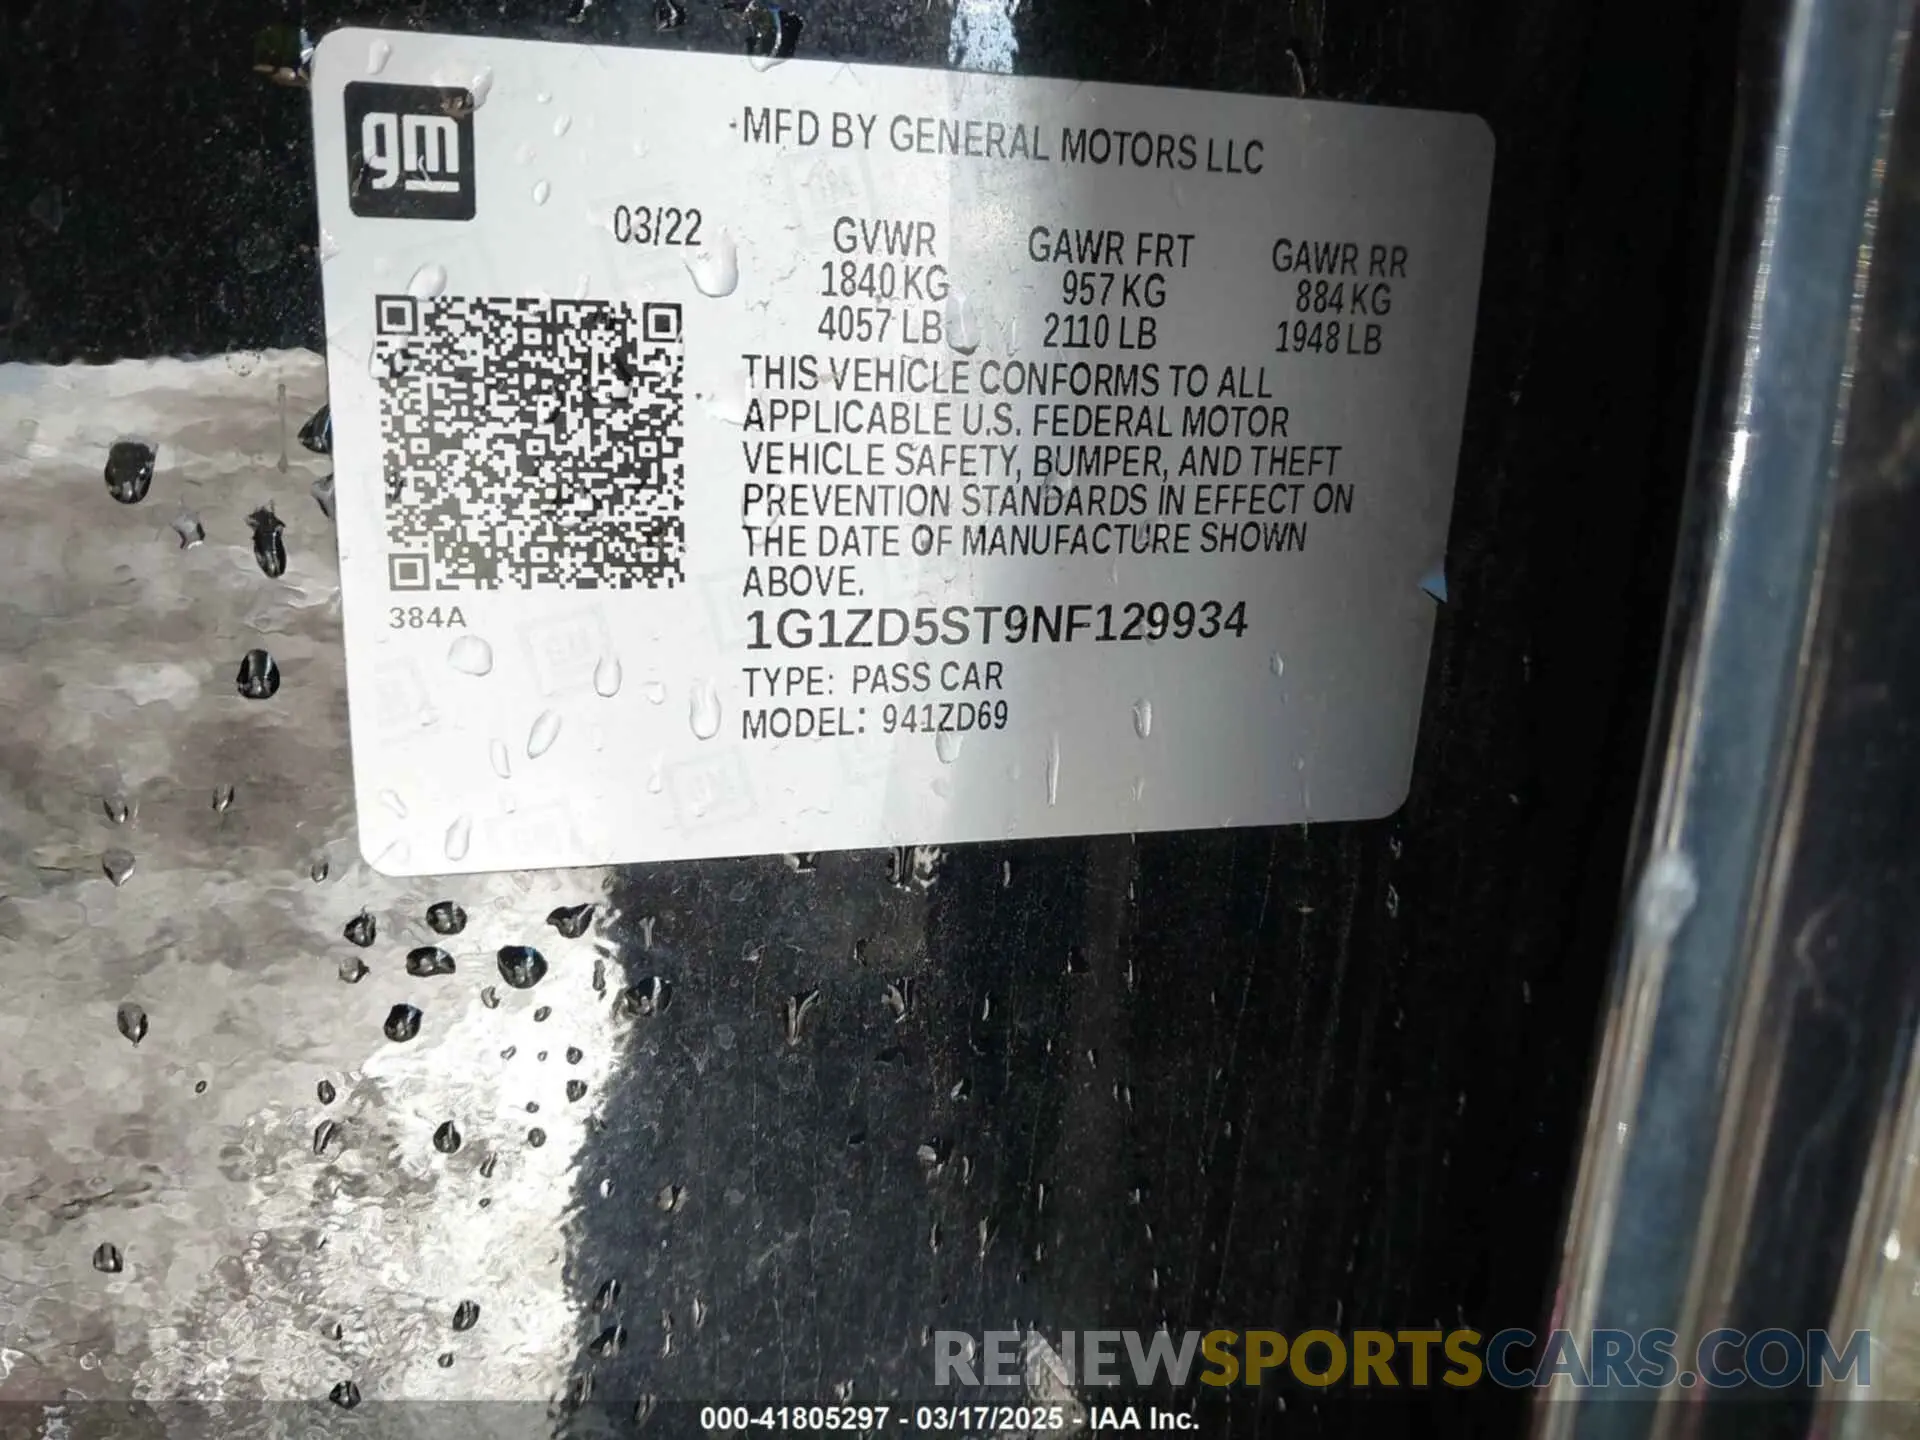 gm
MFD BY GENERAL MOTORS LLC
03/22
GVWR GAWR FRT GAWR RR
1840 KG 957 KG 884 KG
4057 LB 2110 LB 1948 LB
THIS VEHICLE CONFORMS TO ALL
APPLICABLE U.S. FEDERAL MOTOR
VEHICLE SAFETY, BUMPER, AND THEFT
PREVENTION STANDARDS IN EFFECT ON
THE DATE OF MANUFACTURE SHOWN
ABOVE.
384A
1G1ZD5ST9NF129934
TYPE: PASS CAR
MODEL: 941ZD69
RENEWSPORTSCARS.COM
000-41805297 - 03/17/2025 - IAA Inc.